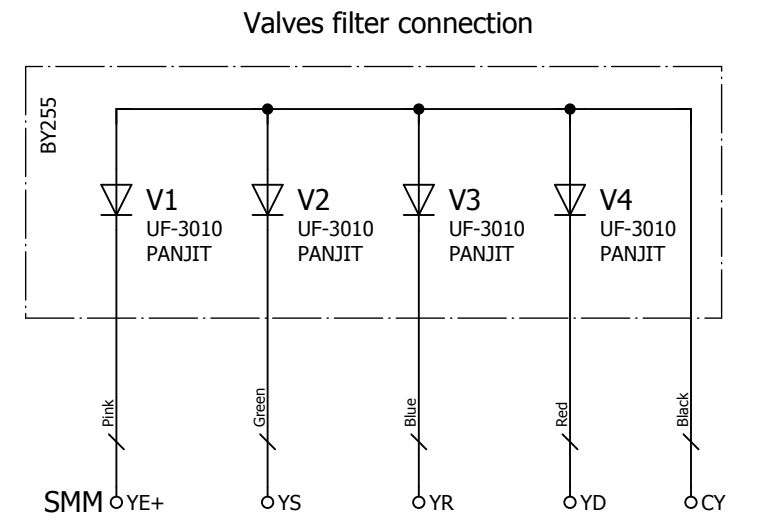 Valves filter connection
BY255
V1
UF-3010
PANJIT
V2
UF-3010
PANJIT
V3
UF-3010
PANJIT
V4
UF-3010
PANJIT
Pink
Green
Blue
Red
Black
SMM YE+ YS YR YD CY